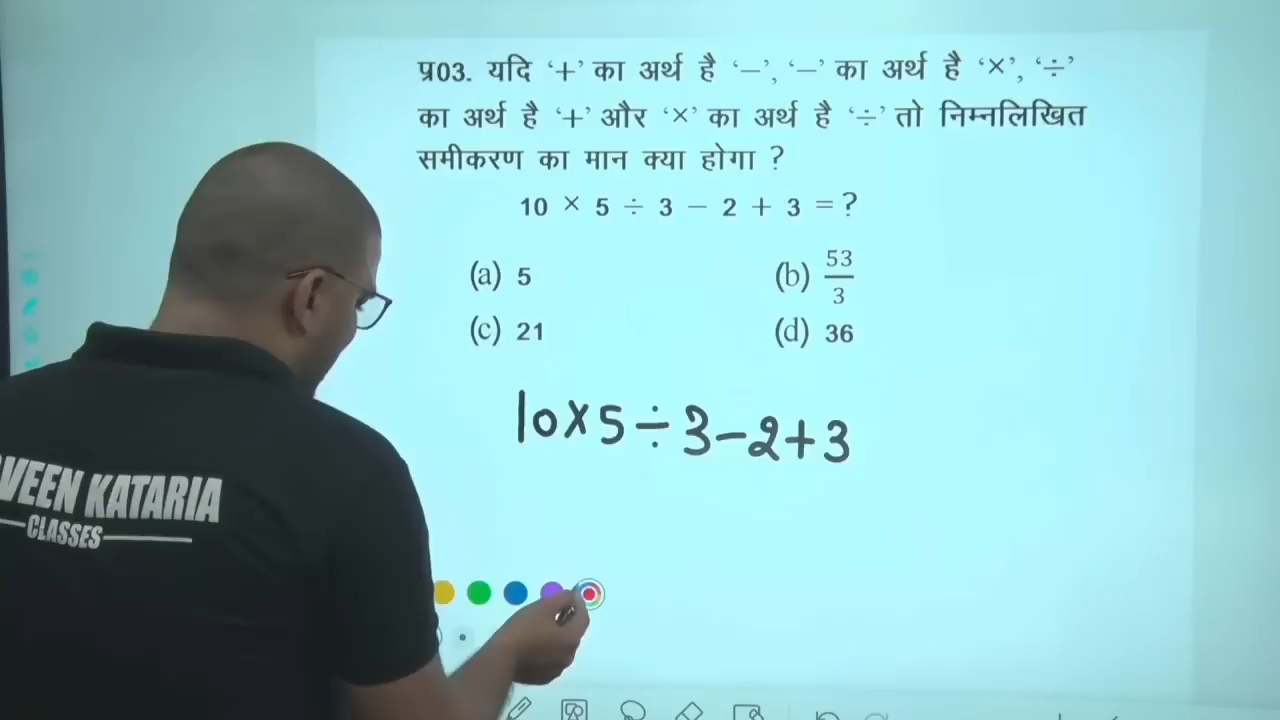 प्र03. यदि ‘+’ का अर्थ है ‘−’, ‘−’ का अर्थ है ‘×’, ‘÷’
का अर्थ है ‘+’ और ‘×’ का अर्थ है ‘÷’ तो निम्नलिखित
समीकरण का मान क्या होगा ?
10 × 5 ÷ 3 − 2 + 3 = ?
(a) 5 (b) 53/3
(c) 21 (d) 36
10 × 5 ÷ 3 − 2 + 3
VEEN KATARIA
CLASSES